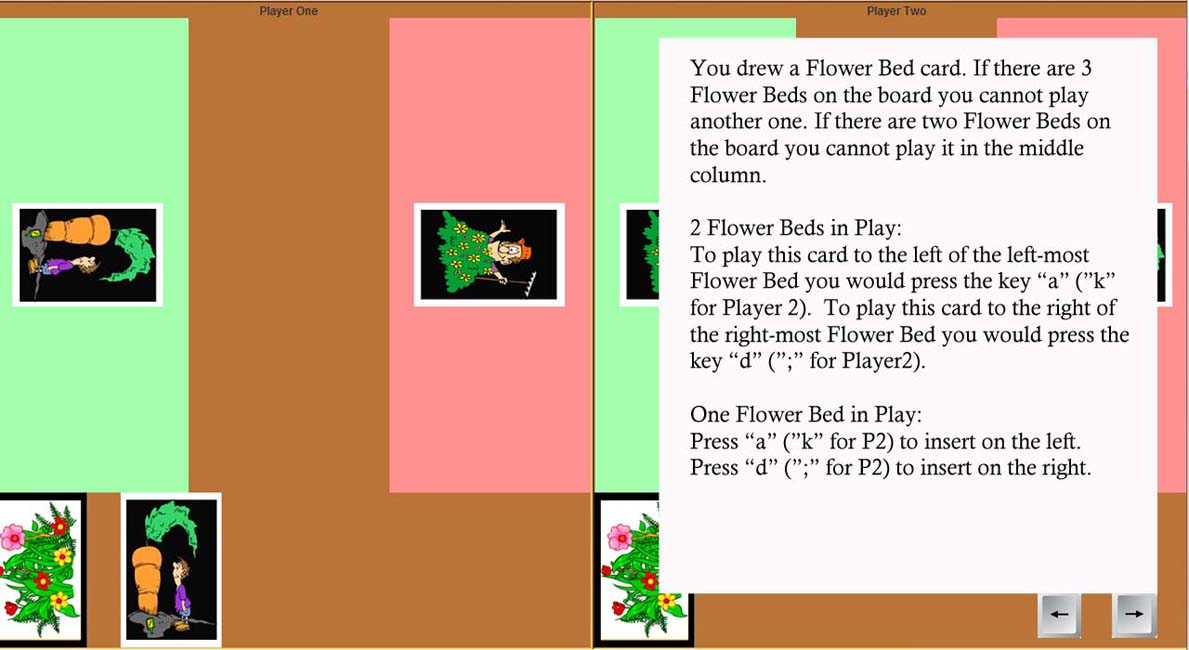 Player One
Player Two
You drew a Flower Bed card. If there are 3
Flower Beds on the board you cannot play
another one. If there are two Flower Beds on
the board you cannot play it in the middle
column.
2 Flower Beds in Play:
To play this card to the left of the left-most
Flower Bed you would press the key “a” (”k”
for Player 2).  To play this card to the right of
the right-most Flower Bed you would press the
key “d” (”;” for Player2).
One Flower Bed in Play:
Press “a” (”k” for P2) to insert on the left.
Press “d” (”;” for P2) to insert on the right.